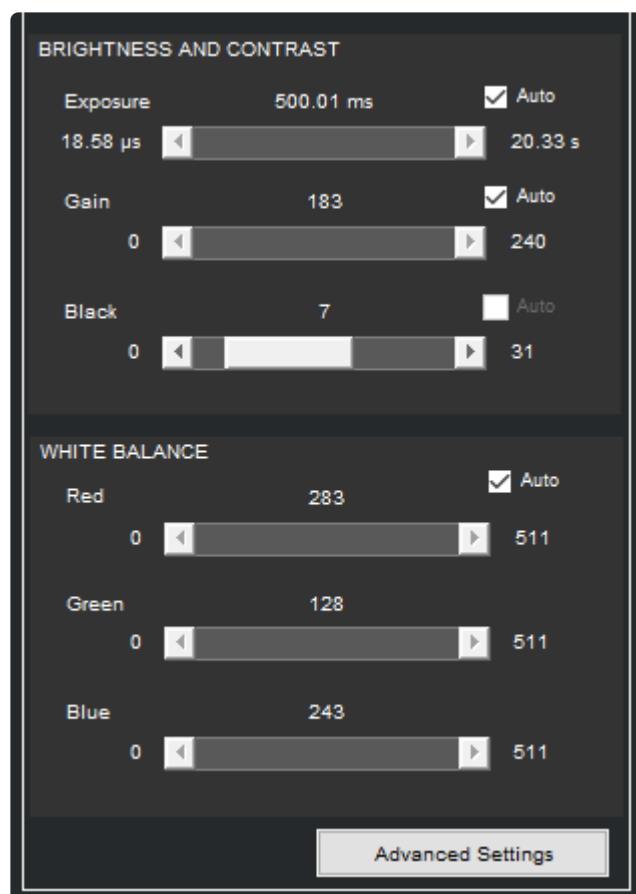 BRIGHTNESS AND CONTRAST
Exposure 500.01 ms Auto
18.58 µs 20.33 s
Gain 183 Auto
0 240
Black 7 Auto
0 31
WHITE BALANCE
Auto
Red 283
0 511
Green 128
0 511
Blue 243
0 511
Advanced Settings